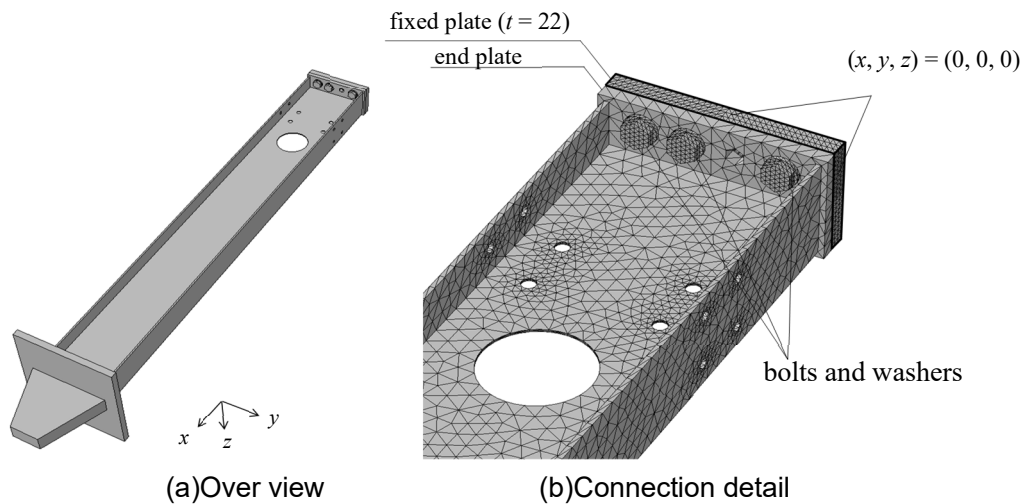 fixed plate (t = 22)
end plate
(x, y, z) = (0, 0, 0)
bolts and washers
x
z
y
(a)Over view
(b)Connection detail